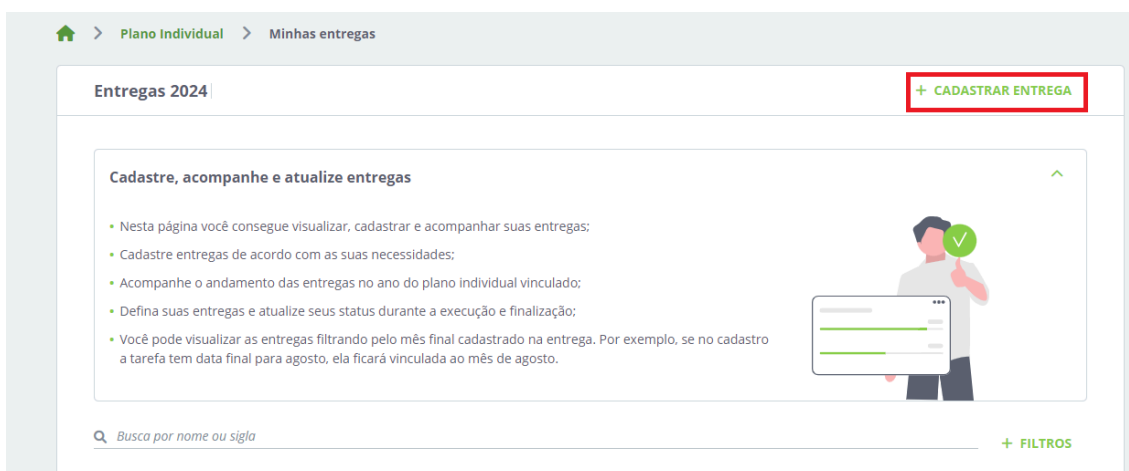 Plano Individual > Minhas entregas
Entregas 2024
+ CADASTRAR ENTREGA
Cadastre, acompanhe e atualize entregas
• Nesta página você consegue visualizar, cadastrar e acompanhar suas entregas;
• Cadastre entregas de acordo com as suas necessidades;
• Acompanhe o andamento das entregas no ano do plano individual vinculado;
• Defina suas entregas e atualize seus status durante a execução e finalização;
• Você pode visualizar as entregas filtrando pelo mês final cadastrado na entrega. Por exemplo, se no cadastro
a tarefa tem data final para agosto, ela ficará vinculada ao mês de agosto.
Busca por nome ou sigla
+ FILTROS